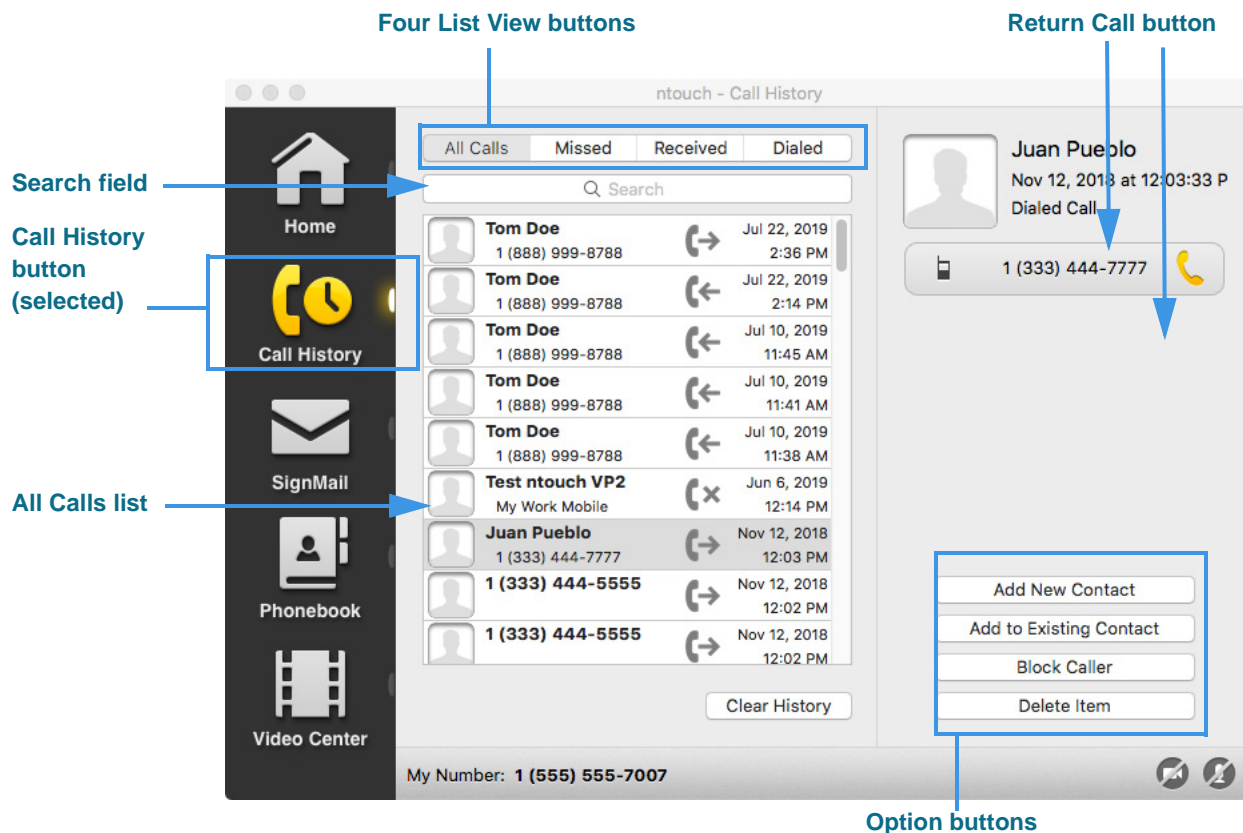 Four List View buttons
Return Call button
ntouch - Call History
All Calls
Missed
Received
Dialed
Search
Search field
Call History
button
(selected)
All Calls list
Home
Call History
SignMail
Phonebook
Video Center
Tom Doe
1 (888) 999-8788
Jul 22, 2019
2:36 PM
Tom Doe
1 (888) 999-8788
Jul 22, 2019
2:14 PM
Tom Doe
1 (888) 999-8788
Jul 10, 2019
11:45 AM
Tom Doe
1 (888) 999-8788
Jul 10, 2019
11:41 AM
Tom Doe
1 (888) 999-8788
Jul 10, 2019
11:38 AM
Test ntouch VP2
My Work Mobile
Jun 6, 2019
12:14 PM
Juan Pueblo
1 (333) 444-7777
Nov 12, 2018
12:03 PM
1 (333) 444-5555
Nov 12, 2018
12:02 PM
1 (333) 444-5555
Nov 12, 2018
12:02 PM
Clear History
Juan Pueblo
Nov 12, 2018 at 12:03:33 P
Dialed Call
1 (333) 444-7777
Add New Contact
Add to Existing Contact
Block Caller
Delete Item
My Number: 1 (555) 555-7007
Option buttons